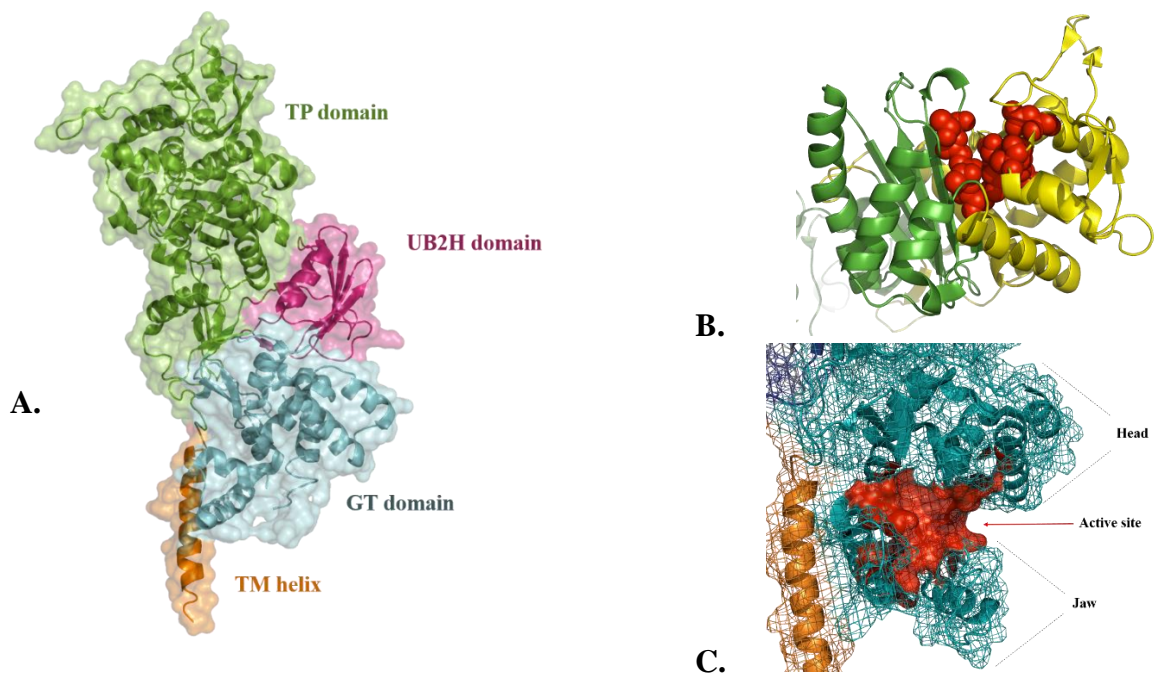 TP domain
UB2H domain
A.
GT domain
TM helix
B.
Head
Active site
Jaw
C.